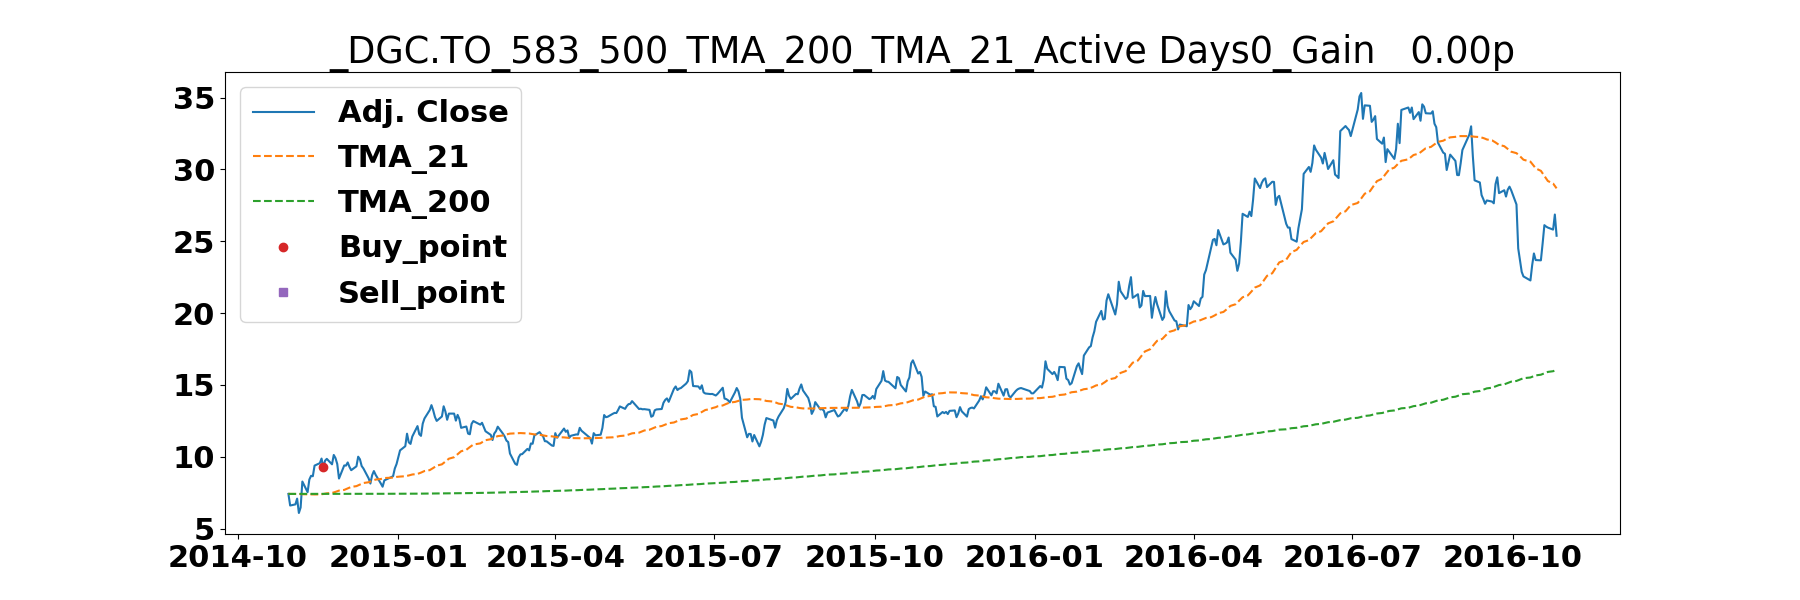 _DGC.TO_583_500_TMA_200_TMA_21_Active Days0_Gain   0.00p
35
30
25
20
15
10
5
Adj. Close
TMA_21
TMA_200
Buy_point
Sell_point
2014-10 2015-01 2015-04 2015-07 2015-10 2016-01 2016-04 2016-07 2016-10